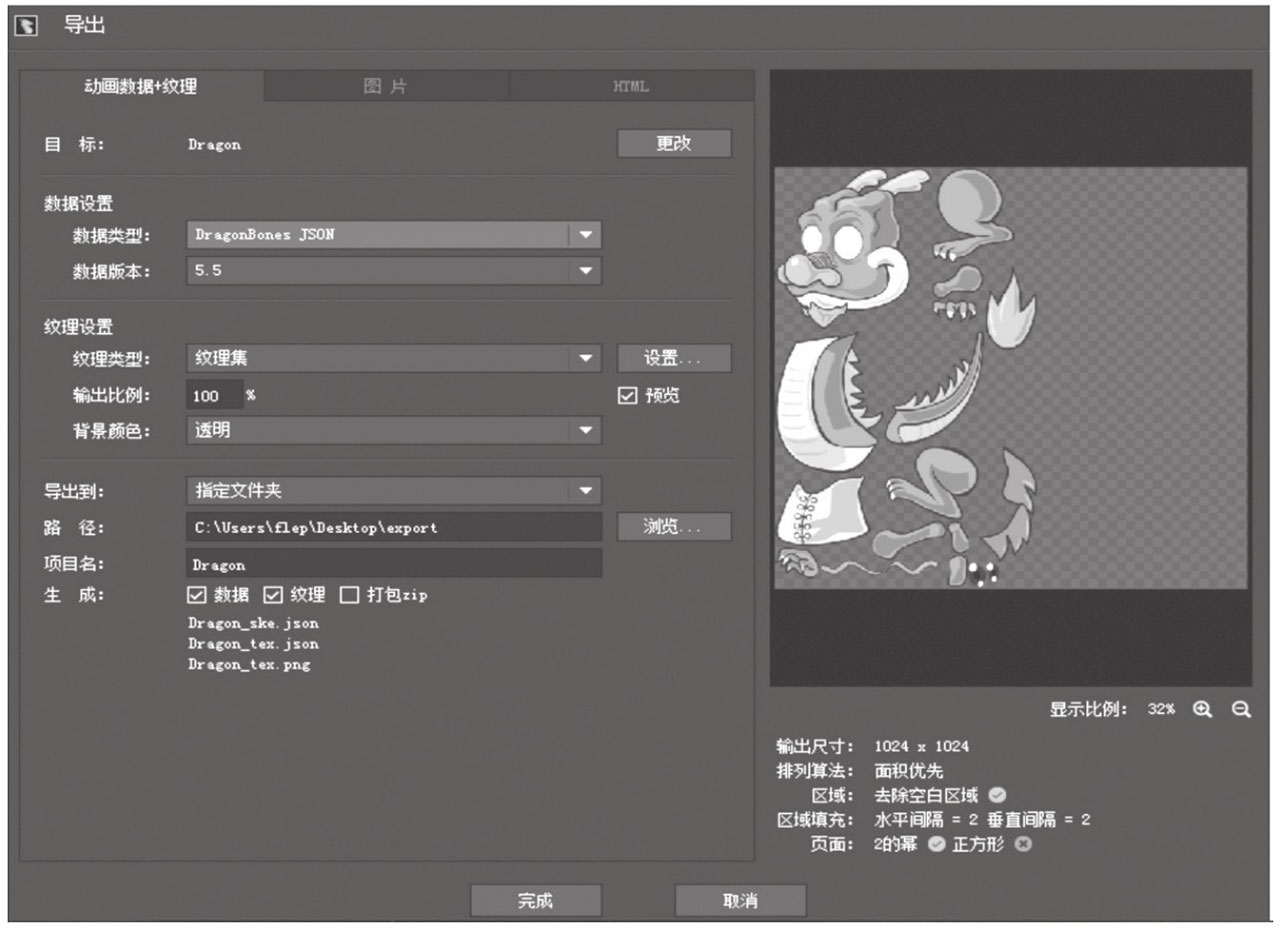 导出
动画数据+纹理 图片 HTML
目 标: Dragon 更改
数据设置
数据类型: DragonBones JSON
数据版本: 5.5
纹理设置
纹理类型: 纹理集 设置...
输出比例: 100 % 预览
背景颜色: 透明
导出到: 指定文件夹
路 径: C:\Users\flep\Desktop\export 浏览...
项目名: Dragon
生 成: 数据 纹理 打包zip
Dragon_ske.json
Dragon_tex.json
Dragon_tex.png
显示比例: 32%
输出尺寸: 1024 x 1024
排列算法: 面积优先
区域: 去除空白区域
区域填充: 水平间隔 = 2 垂直间隔 = 2
页面: 2的幂 正方形
完成 取消